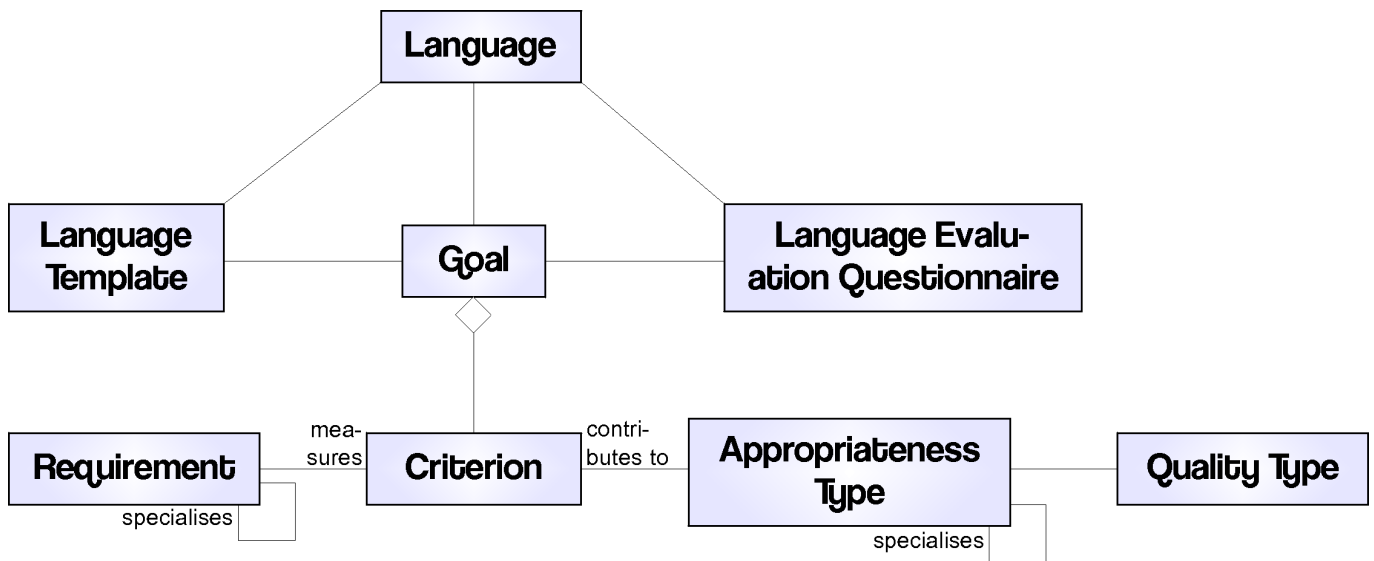 Language
Language
Template
Goal
Language Evalu-
ation Questionnaire
Requirement
specialises
mea-
sures
Criterion
contri-
butes to
Appropriateness
Type
specialises
Quality Type